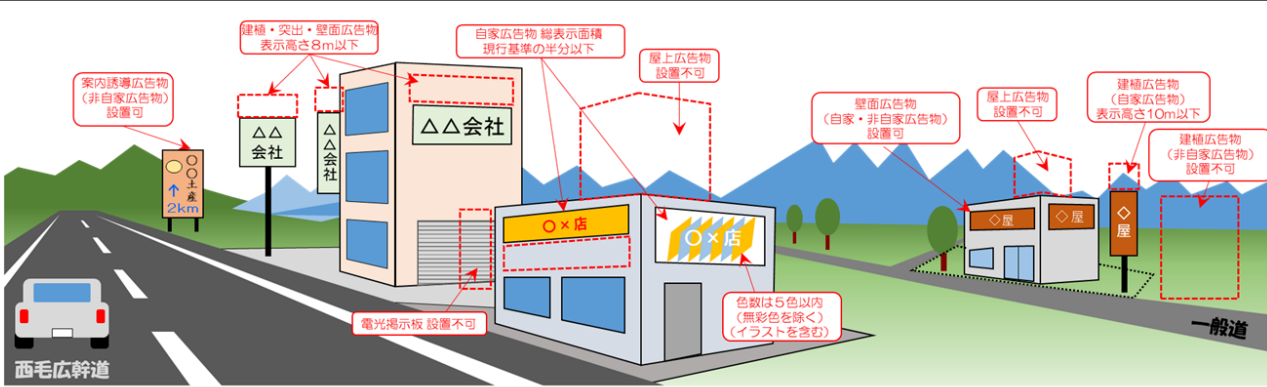 建植・突出・壁面広告物
表示高さ8m以下
自家広告物 総表示面積
現行基準の半分以下
屋上広告物
設置不可
案内誘導広告物
（非自家広告物）
設置可
壁面広告物
（自家・非自家広告物）
設置可
屋上広告物
設置不可
建植広告物
（自家広告物）
表示高さ10m以下
建植広告物
（非自家広告物）
設置不可
〇〇土産
↑
2km
△△
会社
△△会社
△△会社
〇×店
〇×店
◇屋
◇屋
◇屋
電光掲示板 設置不可
色数は５色以内
（無彩色を除く）
（イラストを含む）
西毛広幹道
一般道